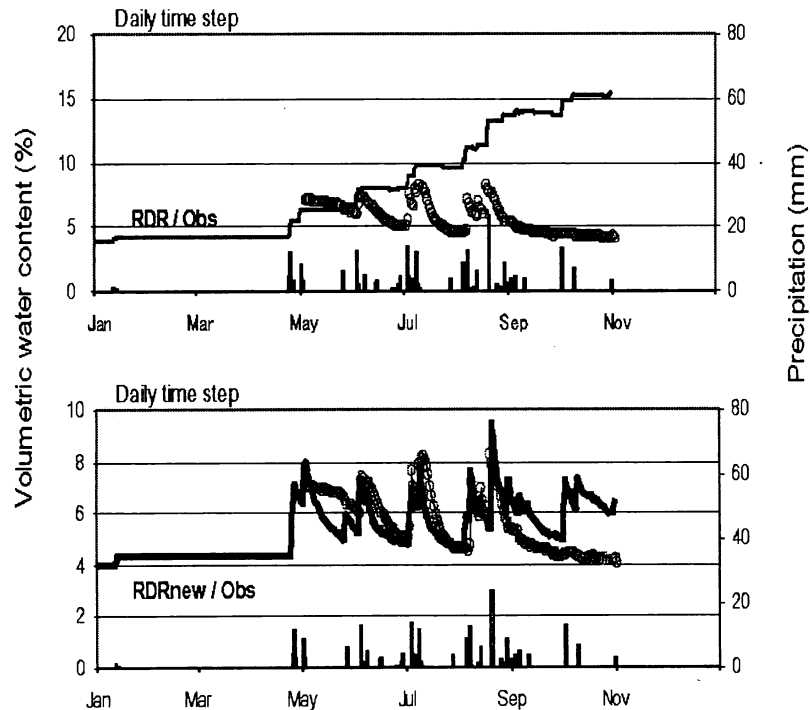 Daily time step
20
15
10
5
0
80
60
40
20
0
RDR / Obs
Jan Mar May Jul Sep Nov
Volumetric water content (%)
Precipitation (mm)
Daily time step
10
8
6
4
2
0
80
60
40
20
0
RDRnew / Obs
Jan Mar May Jul Sep Nov